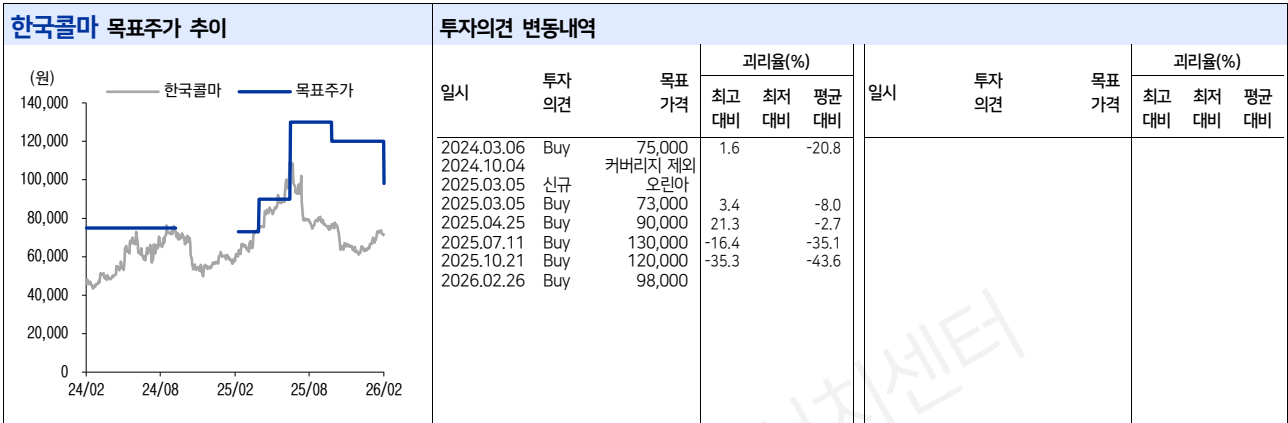 한국콜마 목표주가 추이
(원)
한국콜마 목표주가
140,000
120,000
100,000
80,000
60,000
40,000
20,000
0
24/02 24/08 25/02 25/08 26/02
투자의견 변동내역
일시 투자의견 목표가격 괴리율(%) 최고대비 최저대비 평균대비
2024.03.06 Buy 75,000 1.6 -20.8
2024.10.04 커버리지 제외
2025.03.05 신규 오린아
2025.03.05 Buy 73,000 3.4 -8.0
2025.04.25 Buy 90,000 21.3 -2.7
2025.07.11 Buy 130,000 -16.4 -35.1
2025.10.21 Buy 120,000 -35.3 -43.6
2026.02.26 Buy 98,000
일시 투자의견 목표가격 괴리율(%) 최고대비 최저대비 평균대비
치센터